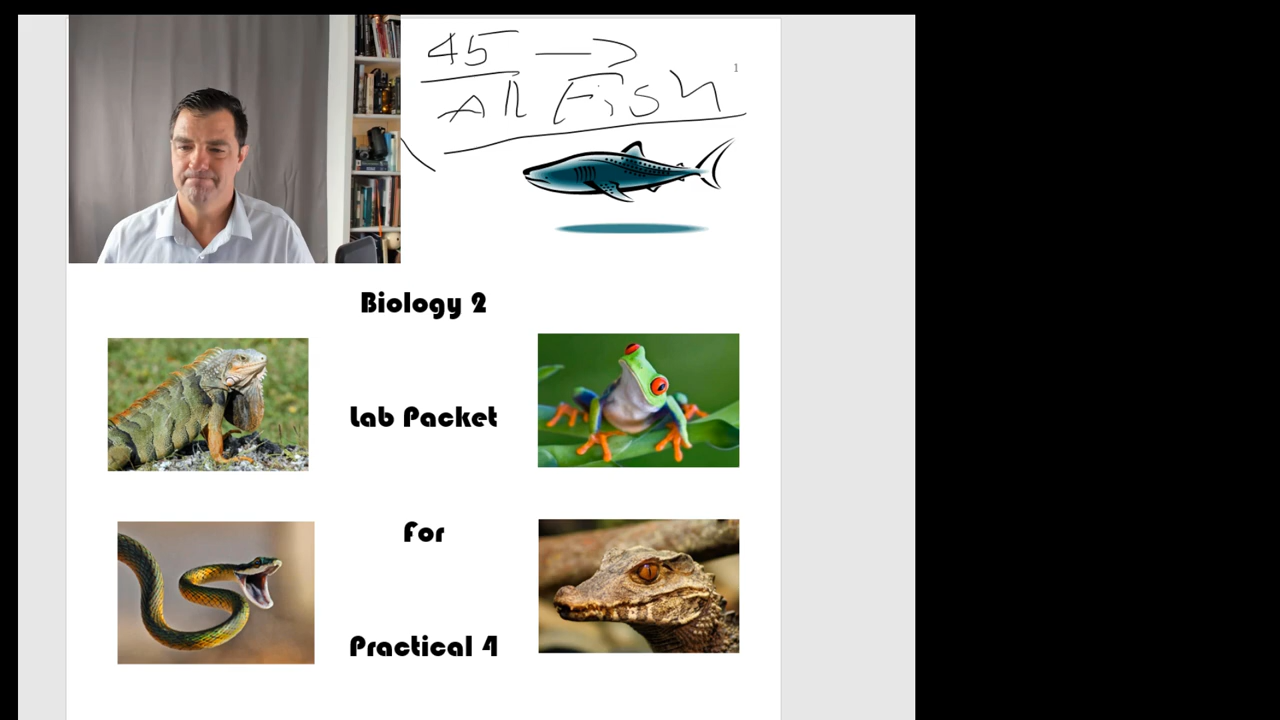 45 →
All Fish
1
Biology 2
Lab Packet
For
Practical 4